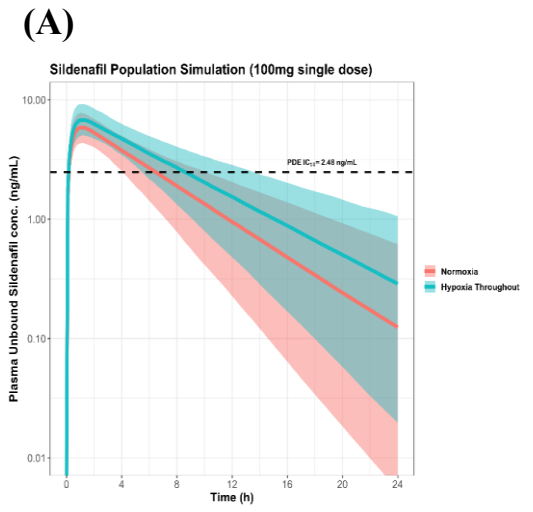 (A)
Sildenafil Population Simulation (100mg single dose)
10.00
1.00
0.10
0.01
Plasma Unbound Sildenafil conc. (ng/mL)
PDE IC₅₀= 2.48 ng/mL
Normoxia
Hypoxia Throughout
0 4 8 12 16 20 24
Time (h)